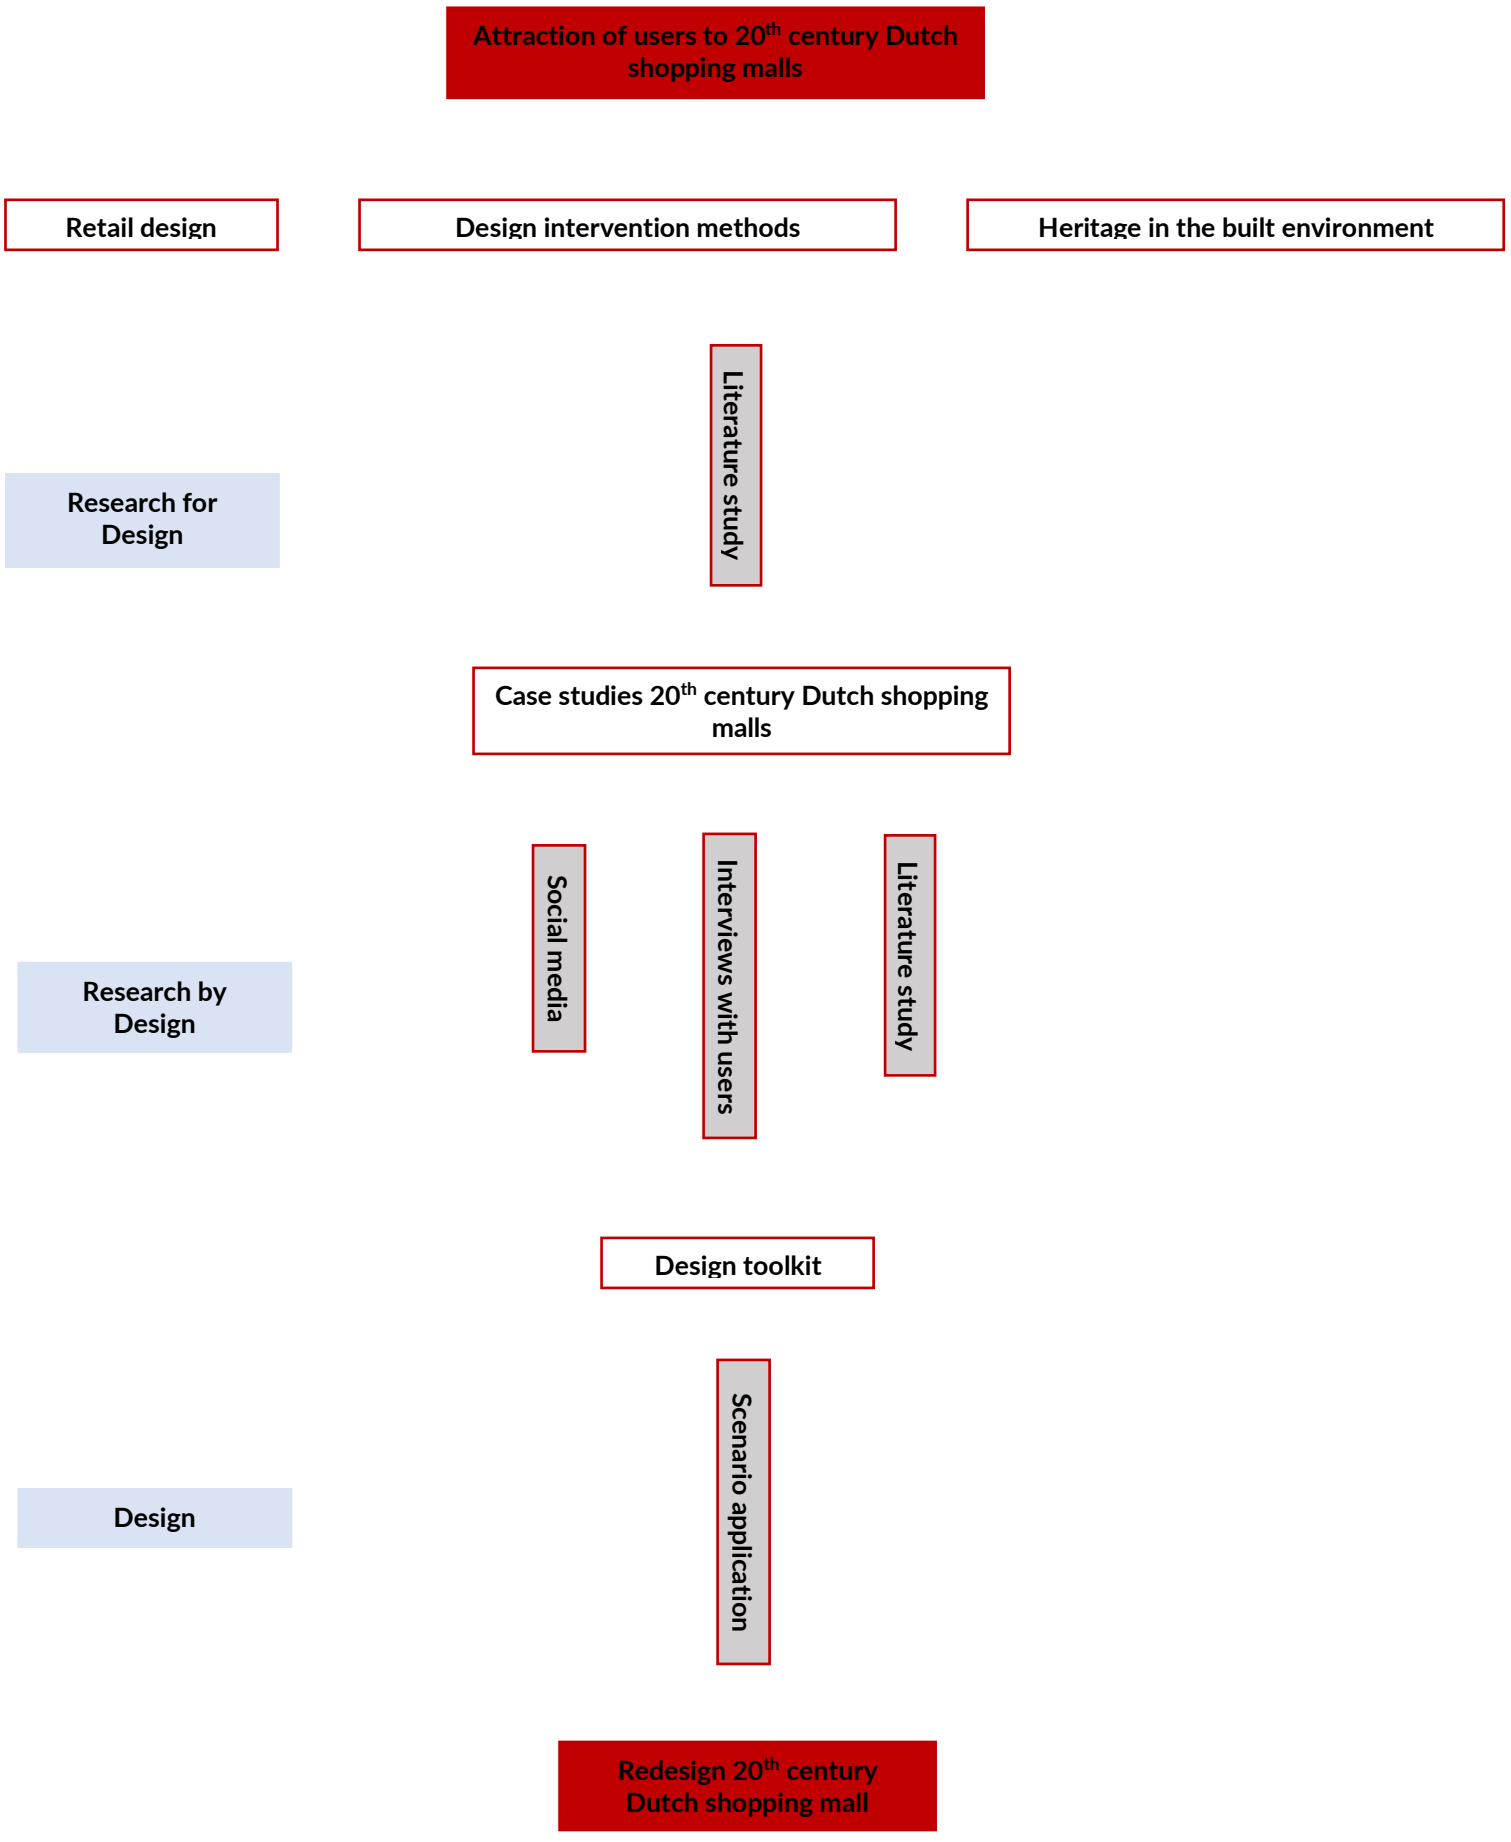 Attraction of users to 20th century Dutch
shopping malls
Retail design
Design intervention methods
Heritage in the built environment
Literature study
Research for
Design
Case studies 20th century Dutch shopping
malls
Social media
Interviews with users
Literature study
Research by
Design
Design toolkit
Scenario application
Design
Redesign 20th century
Dutch shopping mall